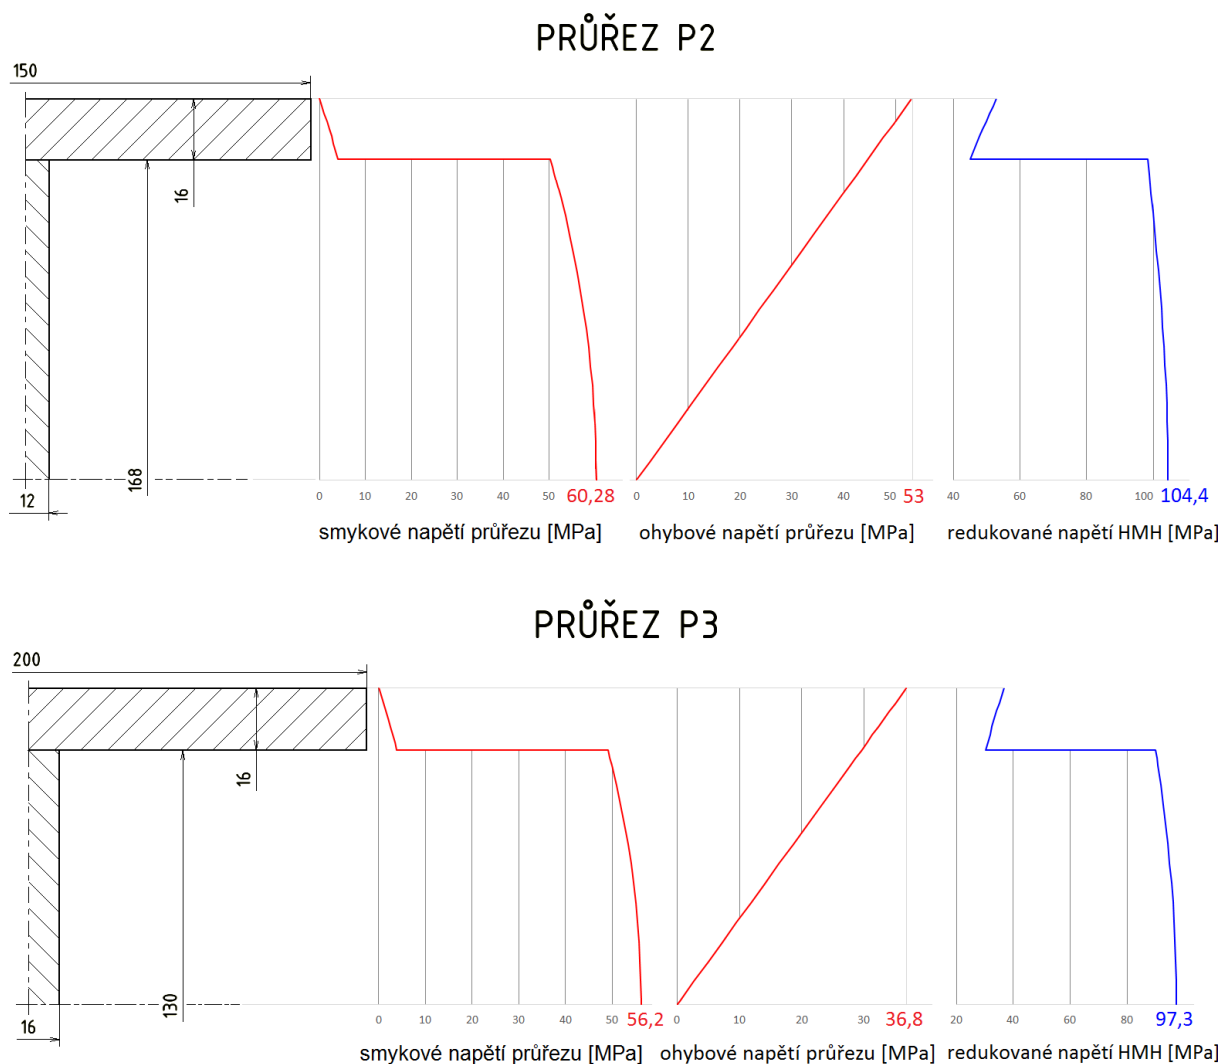 PRŮŘEZ P2
150
16
168
12
0 10 20 30 40 50 60,28
0 10 20 30 40 50 53
40 60 80 100 104,4
smykové napětí průřezu [MPa]
ohybové napětí průřezu [MPa]
redukované napětí HMH [MPa]
PRŮŘEZ P3
200
16
130
16
0 10 20 30 40 50 56,2
0 10 20 30 36,8
20 40 60 80 97,3
smykové napětí průřezu [MPa]
ohybové napětí průřezu [MPa]
redukované napětí HMH [MPa]